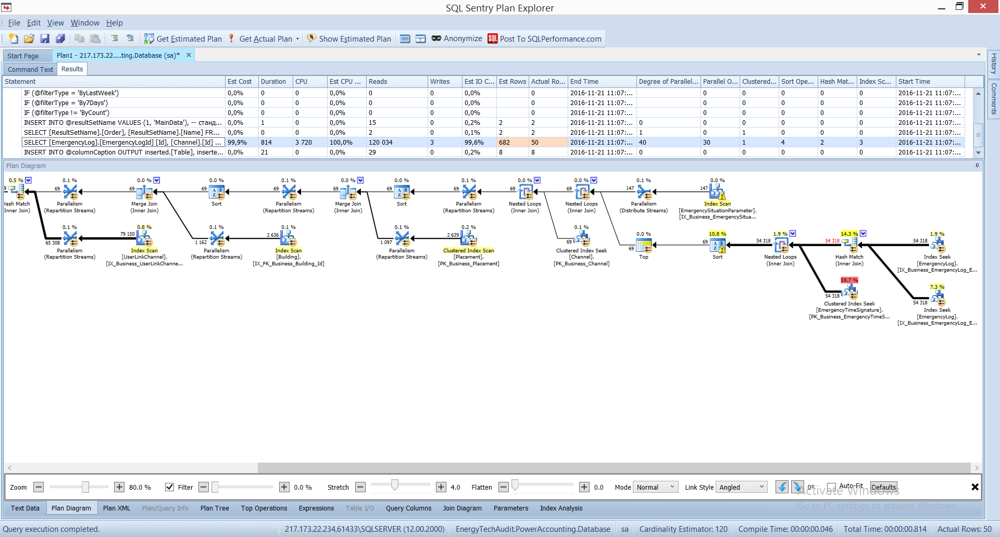 SQL Sentry Plan Explorer
File Edit View Window Help
Get Estimated Plan Get Actual Plan Show Estimated Plan Anonymize SQL Post To SQLPerformance.com
Start Page Plan1 - 217.173.22....ting.Database (sa)*
History
Comments
Command Text Results
Statement Est Cost Duration CPU Est CPU ... Reads Writes Est IO C... Est Rows Actual Ro... End Time Degree of Parallel... Parallel O... Clustered... Sort Ope... Hash Mat... Index Sc... Start Time
IF (@filterType = 'ByLastWeek') 0,0% 0 0 0,0% 0 0 0,0% 0 2016-11-21 11:07:... 0 0 0 0 0 2016-11-21 11:07:...
IF (@filterType = 'By7Days') 0,0% 0 0 0,0% 0 0 0,0% 0 2016-11-21 11:07:... 0 0 0 0 0 2016-11-21 11:07:...
IF (@filterType != 'ByCount') 0,0% 0 0 0,0% 0 0 0,0% 0 2016-11-21 11:07:... 0 0 0 0 0 2016-11-21 11:07:...
INSERT INTO @resultSetName VALUES (1, 'MainData'), -- станд... 0,0% 1 0 0,0% 15 0 0,2% 2 2 2016-11-21 11:07:... 0 0 0 0 0 0 2016-11-21 11:07:...
SELECT [ResultSetName].[Order], [ResultSetName].[Name] FR... 0,0% 0 0 0,0% 2 0 0,1% 2 2 2016-11-21 11:07:... 1 0 1 0 0 0 2016-11-21 11:07:...
SELECT [EmergencyLog].[EmergencyLogId] [Id], [Channel].[Id] ... 99,9% 814 3 720 100,0% 120 034 3 99,6% 682 50 2016-11-21 11:07:... 40 30 1 4 2 3 2016-11-21 11:07:...
INSERT INTO @columnCaption OUTPUT inserted.[Table], inserte... 0,0% 21 0 0,0% 29 0 0,2% 8 8 2016-11-21 11:07:... 0 0 0 0 0 0 2016-11-21 11:07:...
Plan Diagram
0.5 % 0.1 % 0.0 % 0.0 % 0.1 % 0.0 % 0.0 % 0.1 % 0.0 % 0.0 % 0.1 % 0.0 %
9 69 69 69 69 69 69 69 69 69 147 147
Hash Match Parallelism Merge Join Sort Parallelism Merge Join Sort Parallelism Nested Loops Nested Loops Parallelism Index Scan
Inner Join) (Repartition Streams) (Inner Join) (Repartition Streams) (Inner Join) (Repartition Streams) (Inner Join) (Inner Join) (Distribute Streams) [EmergencySituationParameter].
[IX_Business_EmergencySitua...
0.1 % 0.8 % 0.1 % 0.1 % 0.1 % 0.2 % 0.1 % 0.0 % 10.8 % 1.9 % 14.3 % 1.9 %
65 308 79 150 1 162 2 636 1 097 2 639 69 69 69 54 318 54 318 54 318
Parallelism Index Scan Parallelism Index Scan Parallelism Clustered Index Scan Clustered Index Seek Top Sort Nested Loops Hash Match Index Seek
(Repartition Streams) [UserLinkChannel]. (Repartition Streams) [Building]. (Repartition Streams) [Placement]. [Channel]. (Inner Join) (Inner Join) [EmergencyLog].
[IX_Business_UserLinkChanne... [IX_FK_Business_Building_Id] [PK_Business_Placement] [PK_Business_Channel] [IX_Business_EmergencyLog_E...
59.7 % 7.3 %
54 318 54 318
Clustered Index Seek Index Seek
[EmergencyTimeSignature]. [EmergencyLog].
[PK_Business_EmergencyTimeS... [IX_Business_EmergencyLog_E...
Zoom 80.0 % Filter 0.0 % Stretch 4.0 Flatten 0.0 Mode Normal Link Style Angled 0° Auto-Fit Defaults
Activate Windows
Go to PC settings to activate Windows.
Text Data Plan Diagram Plan XML Plan/Query Info Plan Tree Top Operations Expressions Table I/O Query Columns Join Diagram Parameters Index Analysis
Query execution completed. 217.173.22.234,61433\SQLSERVER (12.00.2000) EnergyTechAudit.PowerAccounting.Database sa Cardinality Estimator: 120 Compile Time: 00:00:00.046 Total Time: 00:00:00.814 Actual Rows: 50